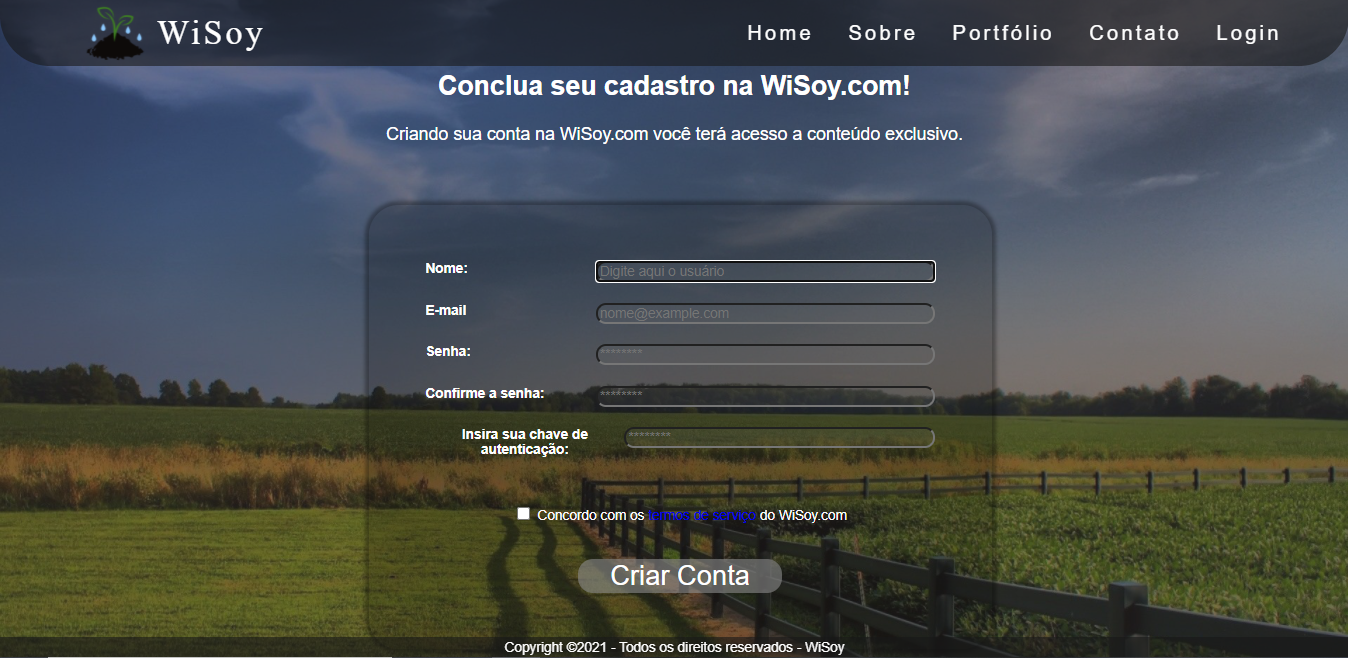 WiSoy
Home Sobre Portfólio Contato Login
Conclua seu cadastro na WiSoy.com!
Criando sua conta na WiSoy.com você terá acesso a conteúdo exclusivo.
Nome: Digite aqui o usuário
E-mail nome@example.com
Senha: ********
Confirme a senha: ********
Insira sua chave de ********
autenticação:
Concordo com os termos de serviço do WiSoy.com
Criar Conta
Copyright ©2021 - Todos os direitos reservados - WiSoy